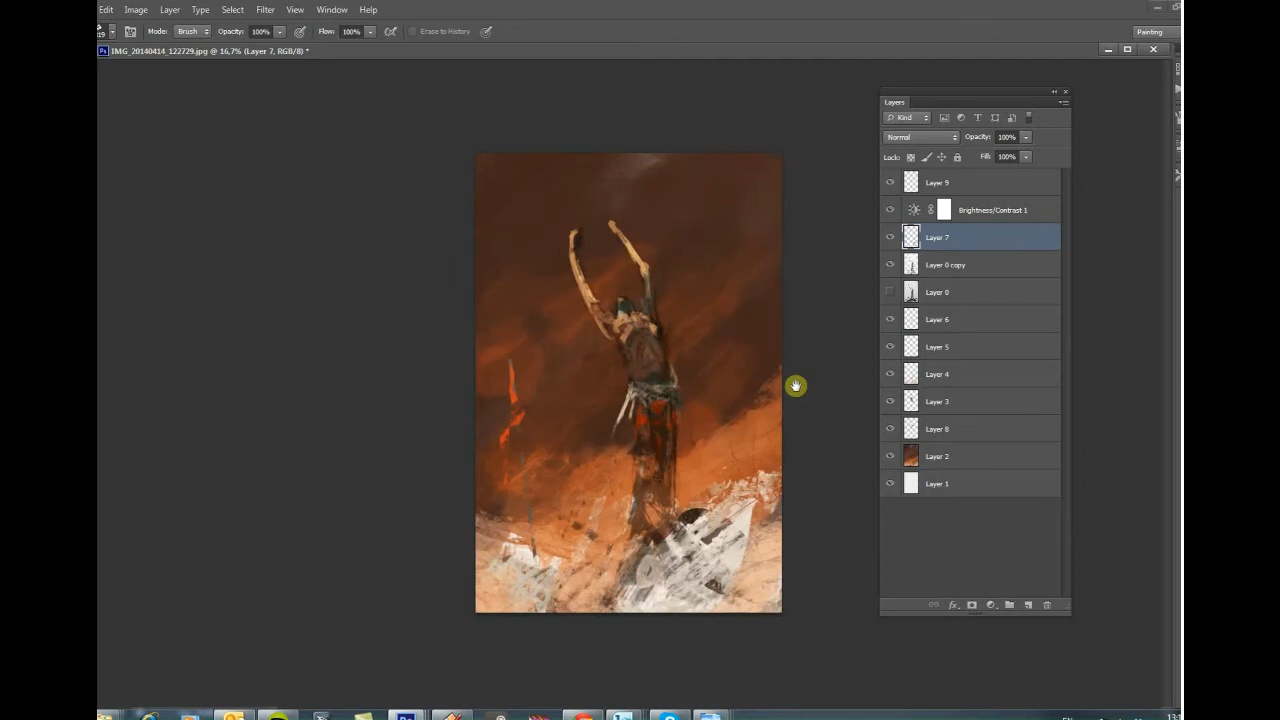 Edit Image Layer Type Select Filter View Window Help
Mode: Brush Opacity: 100% Flow: 100% Erase to History Painting
Ps IMG_20140414_122729.jpg @ 16,7% (Layer 7, RGB/8) *
Layers
Kind
Normal Opacity: 100%
Lock: Fill: 100%
Layer 9
Brightness/Contrast 1
Layer 7
Layer 0 copy
Layer 0
Layer 6
Layer 5
Layer 4
Layer 3
Layer 8
Layer 2
Layer 1
fx